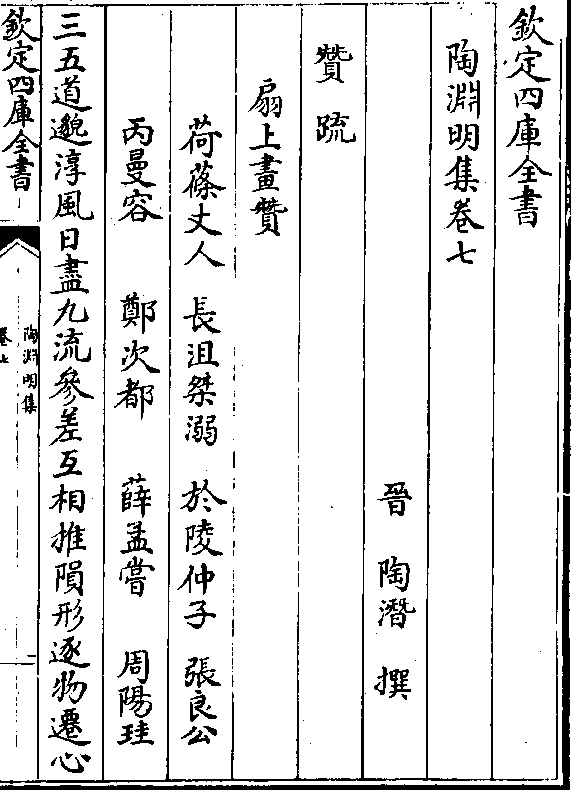 欽定四庫全書
陶淵明集卷七
晉 陶潛 撰
贊疏
扇上畫贊
荷蓧丈人 長沮桀溺 於陵仲子 張良公
丙曼容 鄭次都 薛孟嘗 周陽珪
三五道邈淳風日盡九流參差互相推隕形逐物遷心
欽定四庫全書
陶淵明集
卷七
一